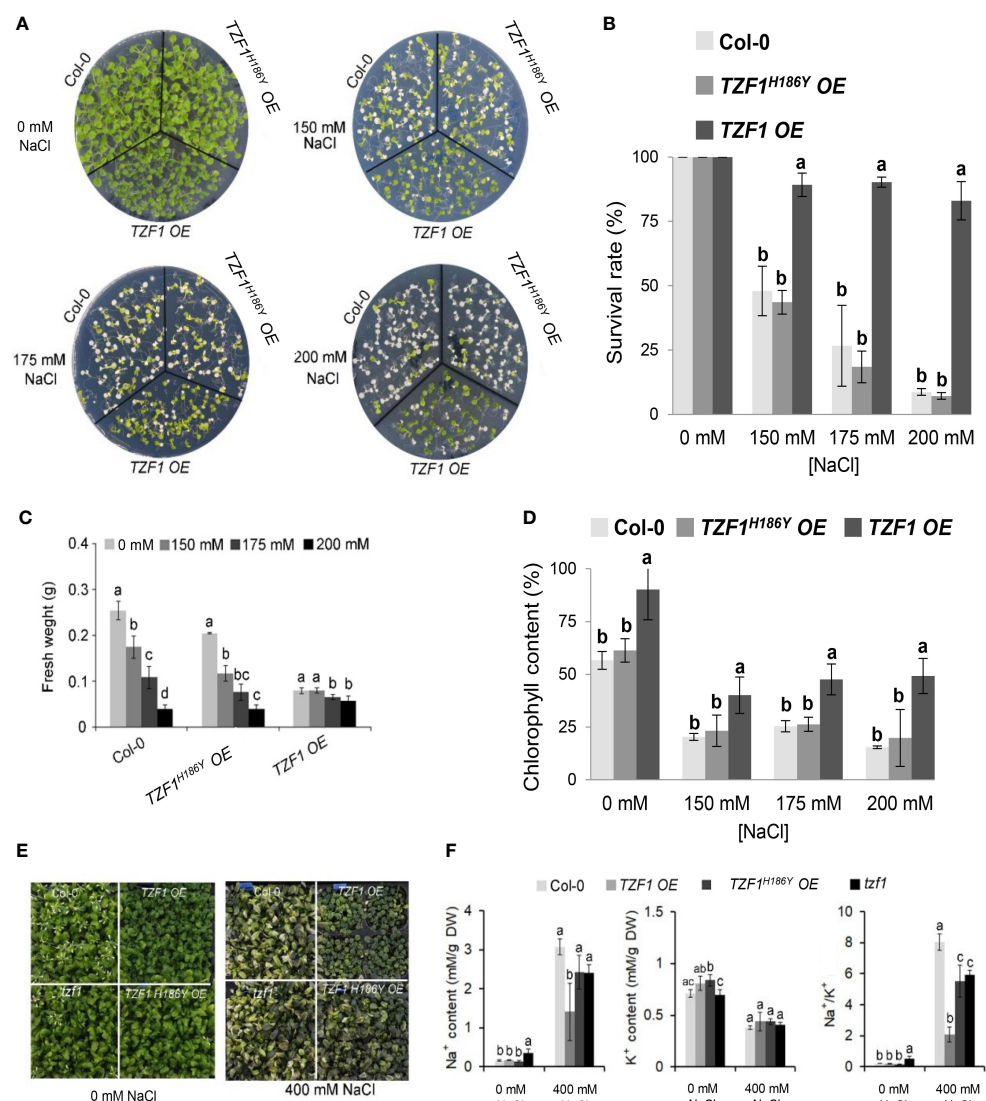 A
Col-0
TZF1H186Y OE
0 mM
NaCl
TZF1 OE
Col-0
TZF1H186Y OE
150 mM
NaCl
TZF1 OE
Col-0
TZF1H186Y OE
175 mM
NaCl
TZF1 OE
Col-0
TZF1H186Y OE
200 mM
NaCl
TZF1 OE
B
Col-0
TZF1H186Y OE
TZF1 OE
Survival rate (%)
100
75
50
25
0
b b a
b b a
b b a
0 mM 150 mM 175 mM 200 mM
[NaCl]
C
0 mM 150 mM 175 mM 200 mM
Fresh weght (g)
0.4
0.3
0.2
0.1
0
a b c d
a b bc c
a a b b
Col-0
TZF1H186Y OE
TZF1 OE
D
Col-0 TZF1H186Y OE TZF1 OE
Chlorophyll content (%)
100
75
50
25
0
b b a
b b a
b b a
b b a
0 mM 150 mM 175 mM 200 mM
[NaCl]
E
Col-0 TZF1 OE
tzf1 TZF1 H186Y OE
0 mM NaCl
Col-0 TZF1 OE
tzf1 TZF1 H186Y OE
400 mM NaCl
F
Col-0 TZF1 OE TZF1H186Y OE tzf1
Na+ content (mM/g DW)
4
3
2
1
0
b b b a
a b a a
0 mM 400 mM
K+ content (mM/g DW)
1.5
1
0.5
0
ac ab b c
a a a a
0 mM 400 mM
Na+/K+
10
8
6
4
2
0
b b b a
a b c c
0 mM 400 mM